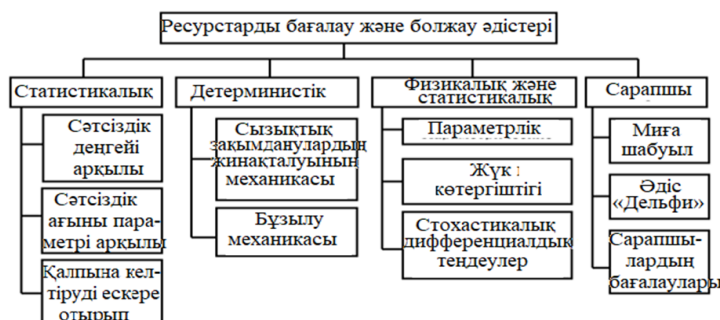 Ресурстарды бағалау және болжау әдістері
Статистикалық
Детерминистік
Физикалық және
статистикалық
Сарапшы
Сәтсіздік
деңгейі
арқылы
Сәтсіздік
ағыны пара-
метрі арқылы
Қалпына кел-
тіруді ескере
отырып
Сызықтық
зақымданулардың
жинақталуының
механикасы
Бұзылу
механикасы
Параметрлік
Жүк
көтергіштігі
Стохастикалық
дифференциалдық
теңдеулер
Миға
шабуыл
Әдіс
«Дельфи»
Сарапшы-
лардың
бағалаулары